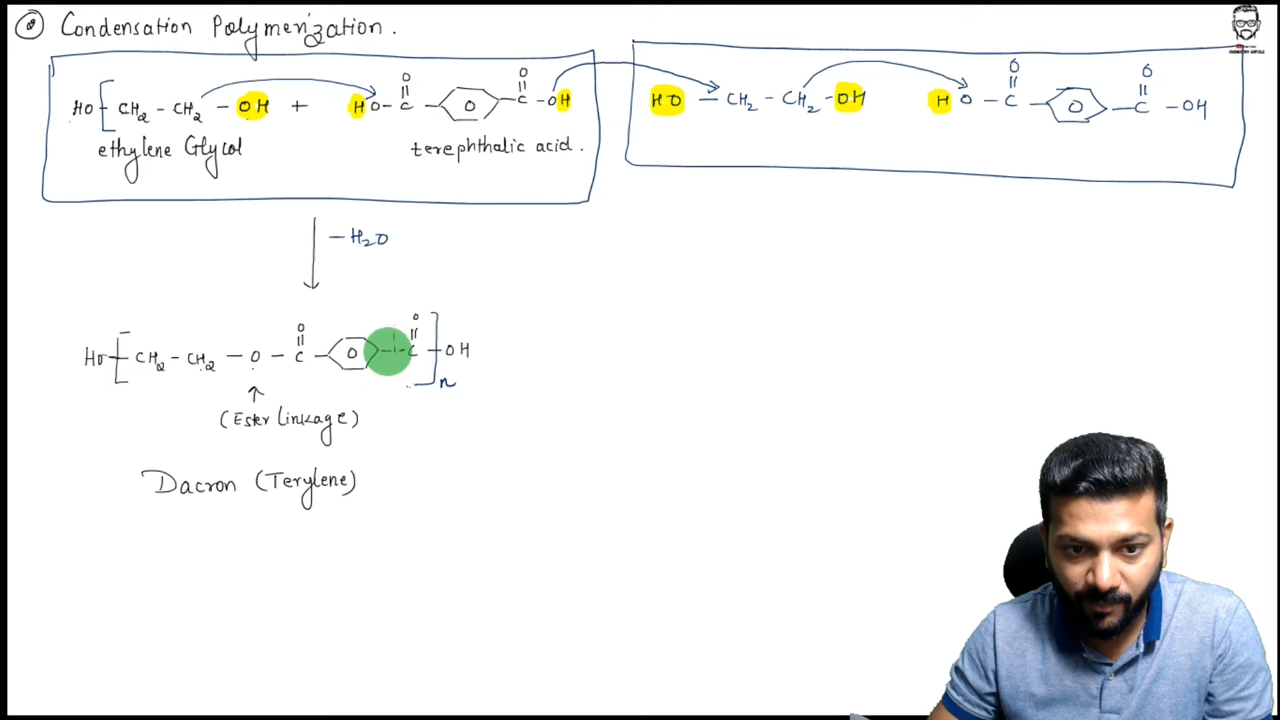 ⑧ Condensation Polymerization.
HO [ CH2 - CH2 - OH + HO - C - C - OH
O O
ethylene Glycol terephthalic acid.
HO - CH2 - CH2 - OH HO - C - C - OH
O O
- H2O
HO [ CH2 - CH2 - O - C - C ] n OH
O O
(Ester linkage)
Dacron (Terylene)